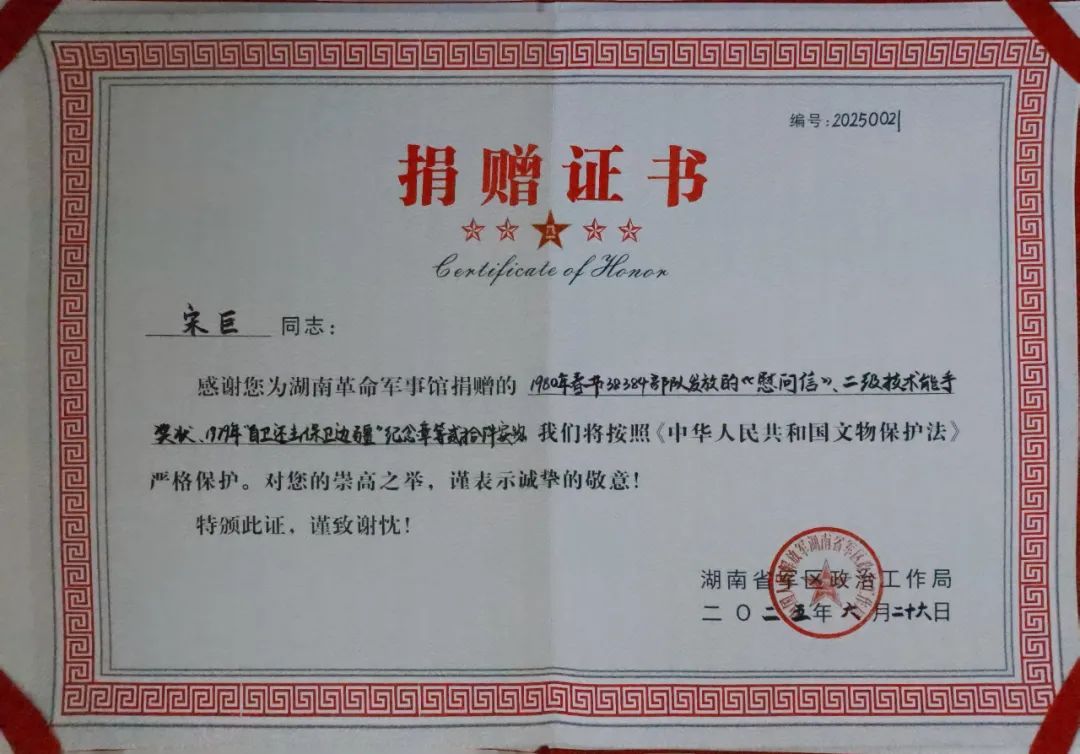 编号:2025002
捐赠证书
Certificate of Honor
宋巨 同志:
感谢您为湖南革命军事馆捐赠的 1980年春节38384部队发放的《慰问信》、二级技术能手
奖状、1979年"自卫还击保卫边疆"纪念章等贰拾件实物 我们将按照《中华人民共和国文物保护法》
严格保护。对您的崇高之举,谨表示诚挚的敬意!
特颁此证,谨致谢忱!
湖南省军区政治工作局
二〇二五年六月二十六日